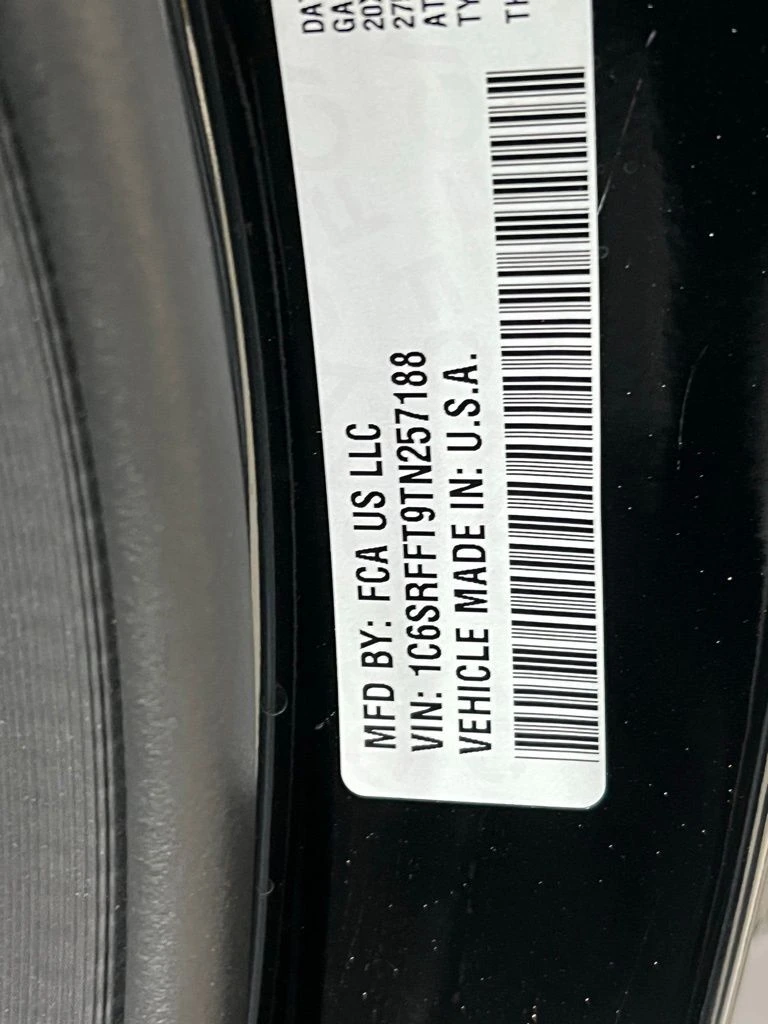 MFD BY: FCA US LLC
VIN: 1C6SRFFT9TN257188
VEHICLE MADE IN: U.S.A.